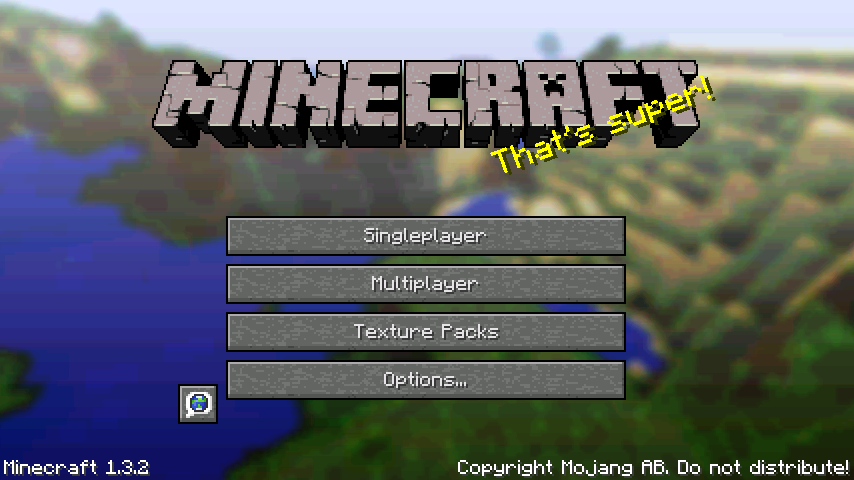 MINECRAFT
That's super!
Singleplayer
Multiplayer
Texture Packs
Options...
Minecraft 1.3.2
Copyright Mojang AB. Do not distribute!